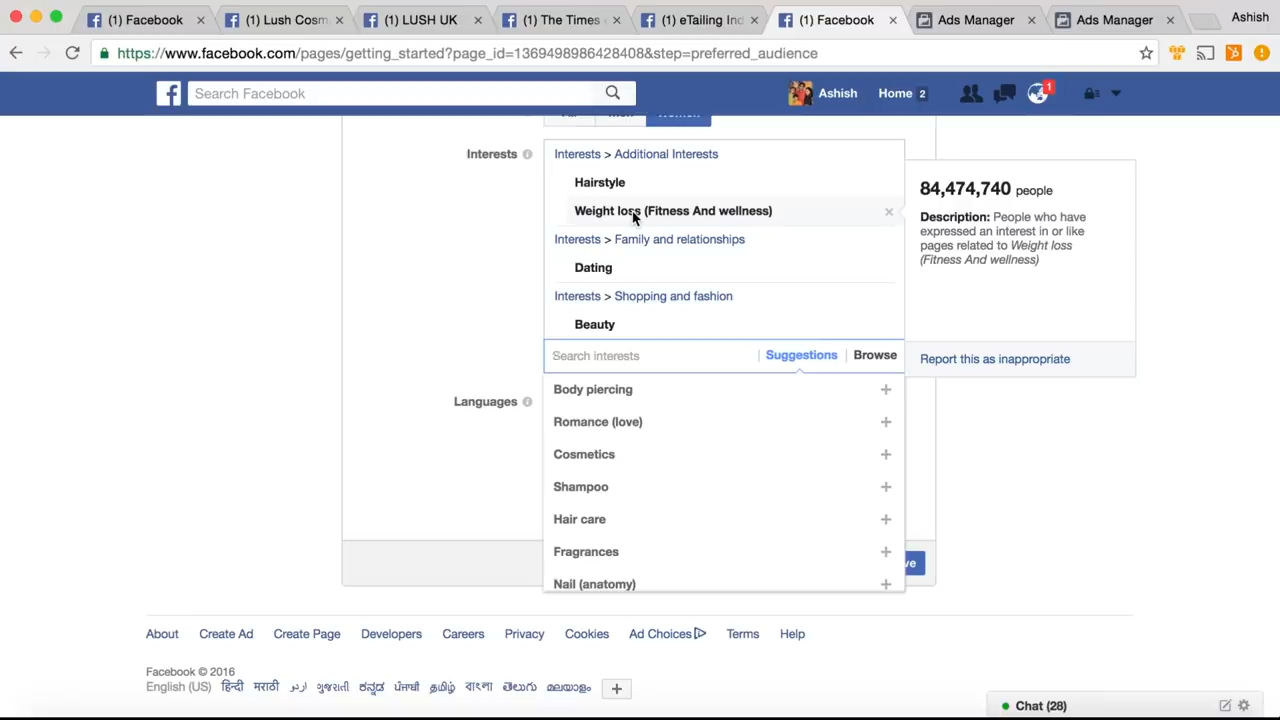 (1) Facebook
(1) Lush Cosm
(1) LUSH UK
(1) The Times
(1) eTailing Ind
(1) Facebook
Ads Manager
Ads Manager
Ashish
https://www.facebook.com/pages/getting_started?page_id=1369498986428408&step=preferred_audience
Search Facebook
Ashish
Home 2
1
Interests
Interests > Additional Interests
Hairstyle
Weight loss (Fitness And wellness)
Interests > Family and relationships
Dating
Interests > Shopping and fashion
Beauty
Search interests
Suggestions
Browse
84,474,740 people
Description: People who have
expressed an interest in or like
pages related to Weight loss
(Fitness And wellness)
Report this as inappropriate
Languages
Body piercing
Romance (love)
Cosmetics
Shampoo
Hair care
Fragrances
Nail (anatomy)
ve
About Create Ad Create Page Developers Careers Privacy Cookies Ad Choices Terms Help
Facebook © 2016
English (US) हिन्दी मराठी اردو ગુજરાતી ಕನ್ನಡ ਪੰਜਾਬੀ தமிழ் বাংলা తెలుగు മലയാളം
Chat (28)